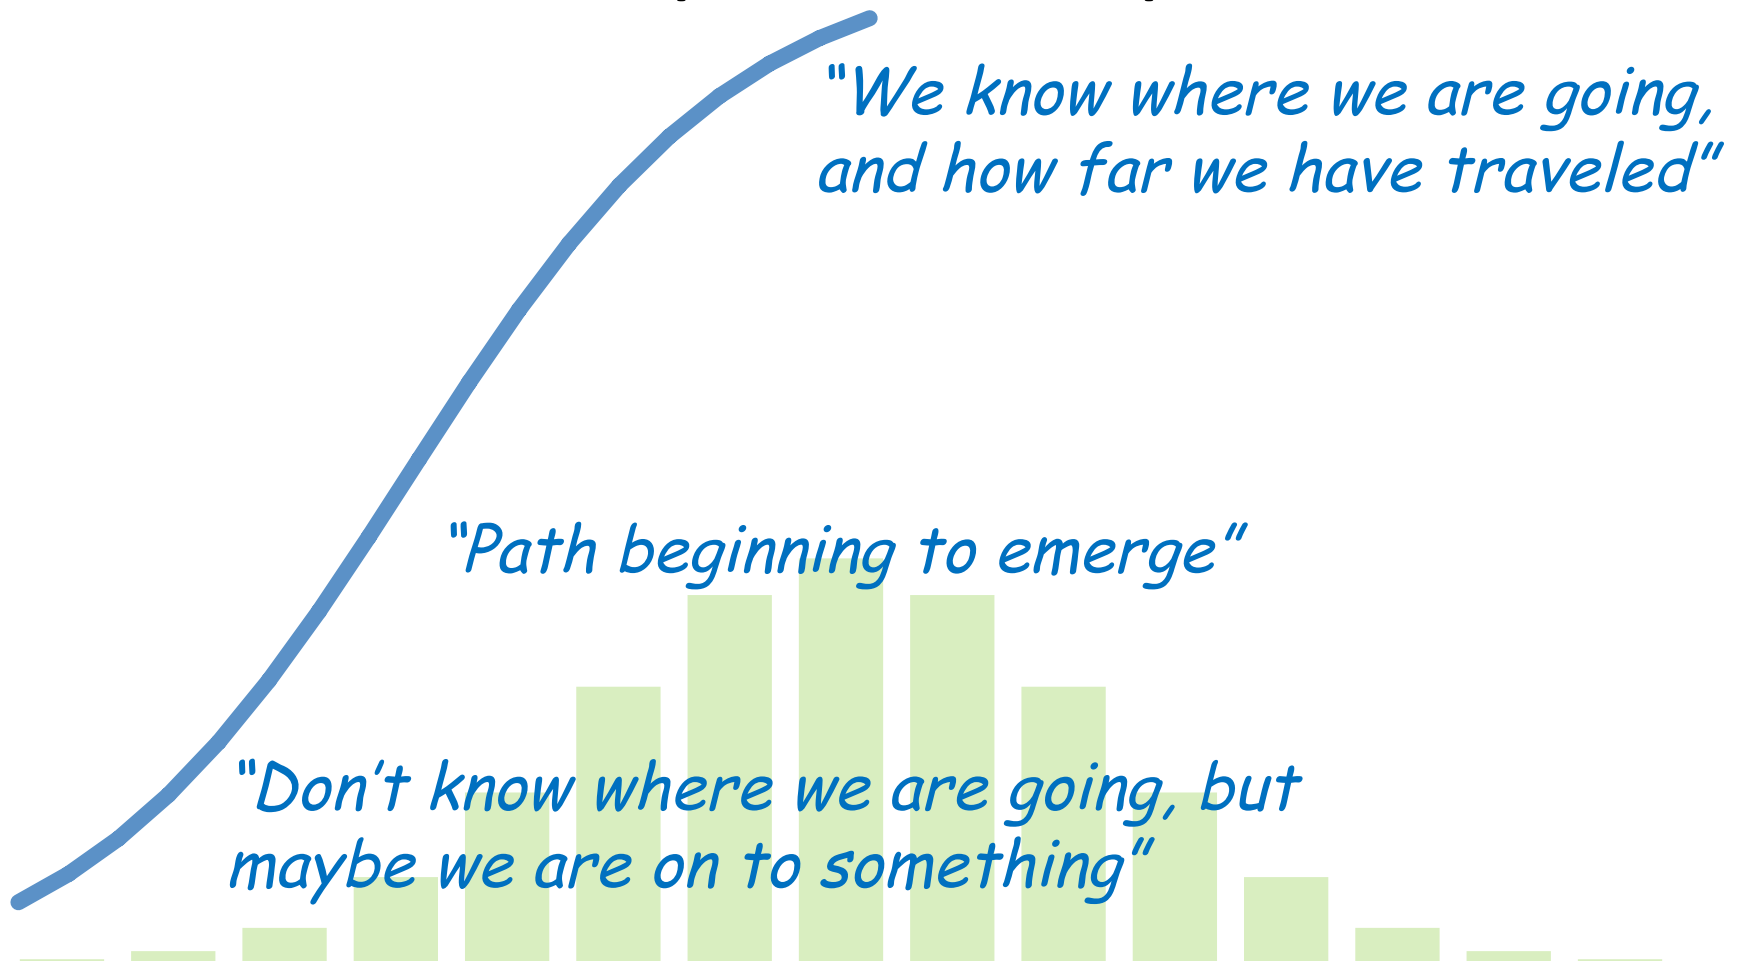 “We know where we are going,
and how far we have traveled”
“Path beginning to emerge”
“Don’t know where we are going, but
maybe we are on to something”